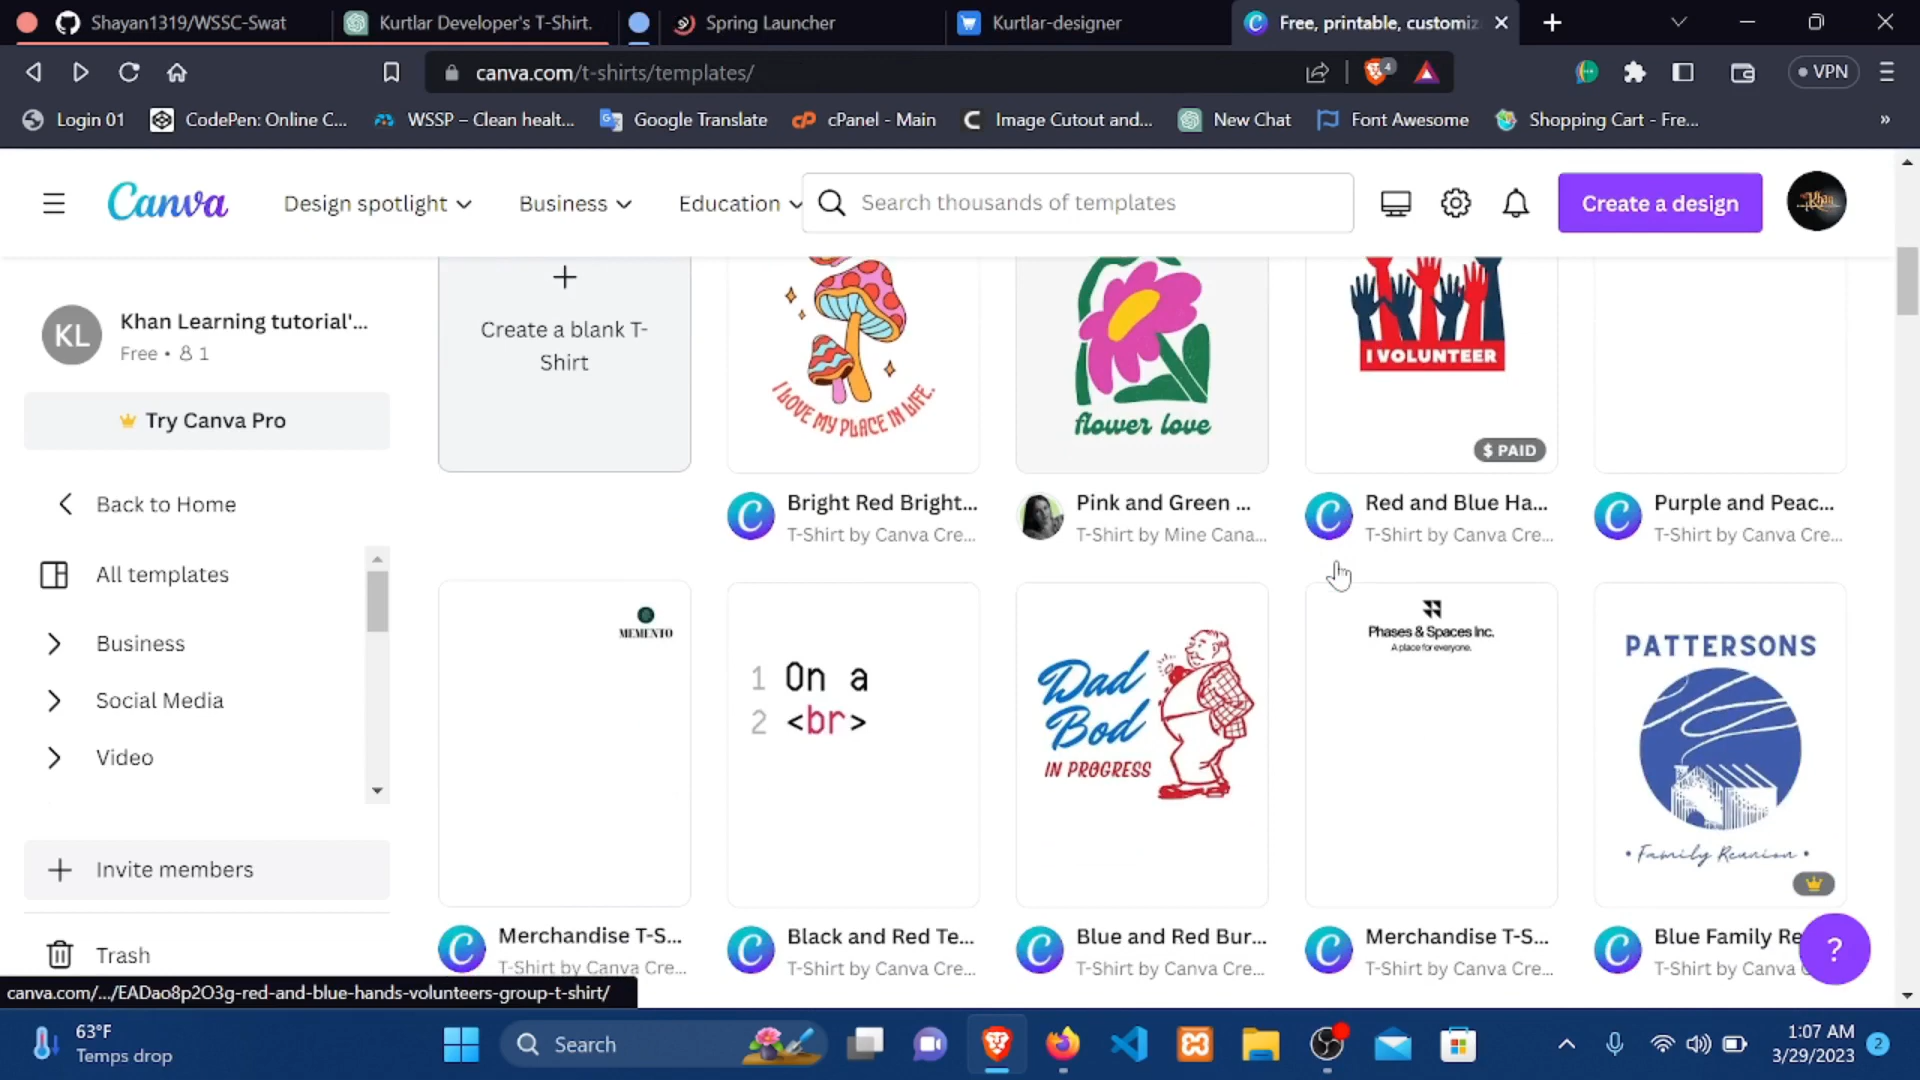 Shayan1319/WSSC-Swat
Kurtlar Developer's T-Shirt.
Spring Launcher
Kurtlar-designer
Free, printable, customiz
canva.com/t-shirts/templates/
4
VPN
Login 01
CodePen: Online C...
WSSP – Clean healt...
Google Translate
cPanel - Main
Image Cutout and...
New Chat
Font Awesome
Shopping Cart - Fre...
»
Canva
Design spotlight
Business
Education
Search thousands of templates
Create a design
Khan
KL
Khan Learning tutorial'...
Free • 1
Try Canva Pro
Back to Home
All templates
Business
Social Media
Video
Invite members
Trash
Create a blank T-
Shirt
I LOVE MY PLACE IN LIFE.
flower love
I VOLUNTEER
$ PAID
Bright Red Bright...
T-Shirt by Canva Cre...
Pink and Green ...
T-Shirt by Mine Cana...
Red and Blue Ha...
T-Shirt by Canva Cre...
Purple and Peac...
T-Shirt by Canva Cre...
MEMENTO
1 On a
2 <br>
Dad
Bod
IN PROGRESS
Phases & Spaces Inc.
A place for everyone.
PATTERSONS
• Family Reunion •
Merchandise T-S...
T-Shirt by Canva Cre...
Black and Red Te...
T-Shirt by Canva Cre...
Blue and Red Bur...
T-Shirt by Canva Cre...
Merchandise T-S...
T-Shirt by Canva Cre...
Blue Family Re
T-Shirt by Canva
?
canva.com/.../EADao8p2O3g-red-and-blue-hands-volunteers-group-t-shirt/
63°F
Temps drop
Search
1:07 AM
3/29/2023
2